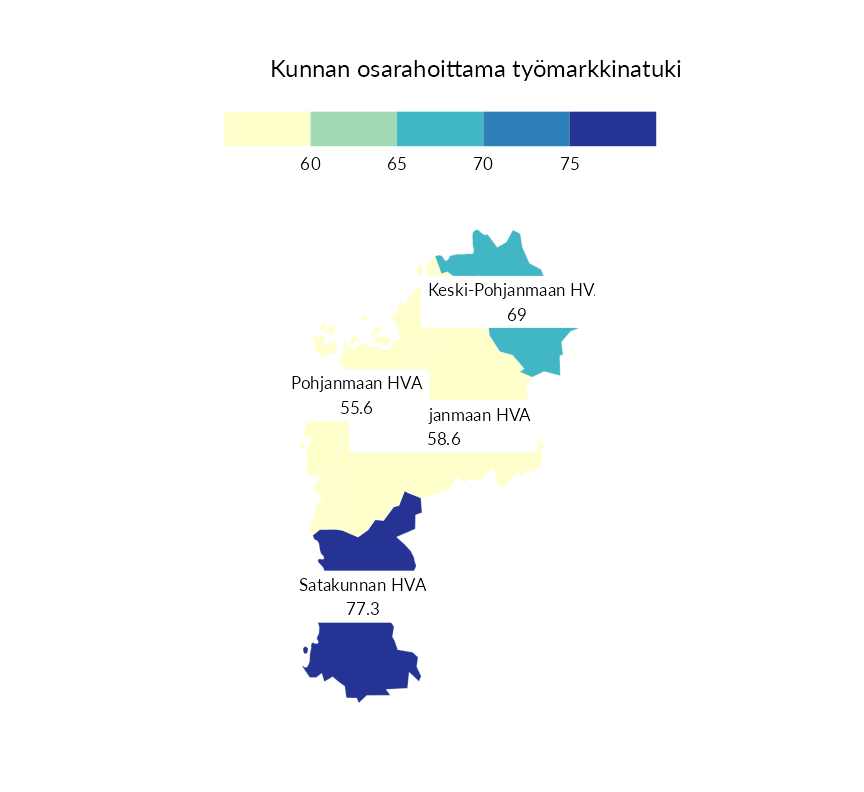 Kunnan osarahoittama työmarkkinatuki
60 65 70 75
Keski-Pohjanmaan HV
69
Pohjanmaan HVA
55.6
janmaan HVA
58.6
Satakunnan HVA
77.3